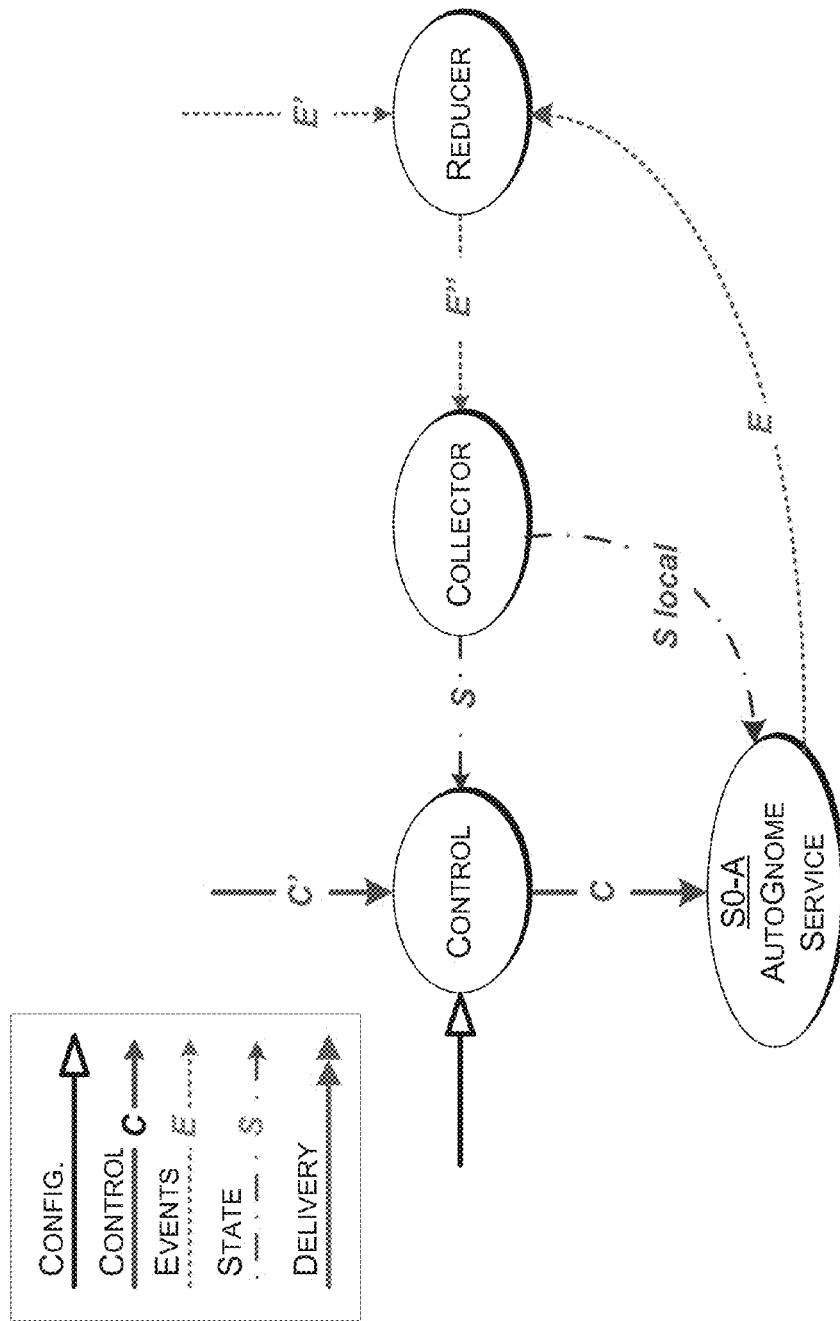 CONFIG.
CONTROL
C
EVENTS
E
STATE
S
DELIVERY
C'
CONTROL
S
COLLECTOR
E''
REDUCER
E'
C
S local
E
S0-A
AUTOGNOME
SERVICE